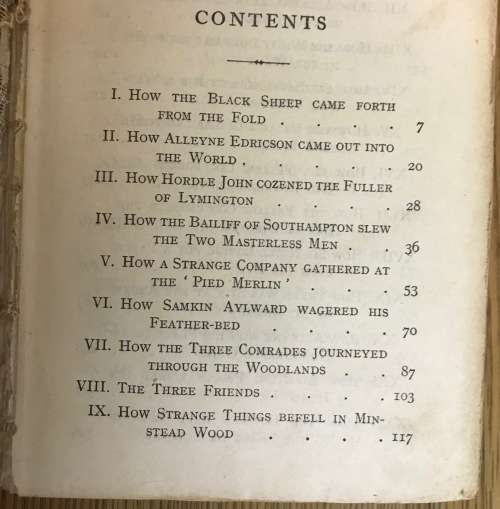 CONTENTS
I. How the Black Sheep came forth
from the Fold . . . . 7
II. How Alleyne Edricson came out into
the World . . . . . 20
III. How Hordle John cozened the Fuller
of Lymington . . . . 28
IV. How the Bailiff of Southampton slew
the Two Masterless Men . . 36
V. How a Strange Company gathered at
the ‘Pied Merlin’ . . . 53
VI. How Samkin Aylward wagered his
Feather-bed . . . . 70
VII. How the Three Comrades journeyed
through the Woodlands . . 87
VIII. The Three Friends . . . . 103
IX. How Strange Things befell in Min-
stead Wood . . . . 117